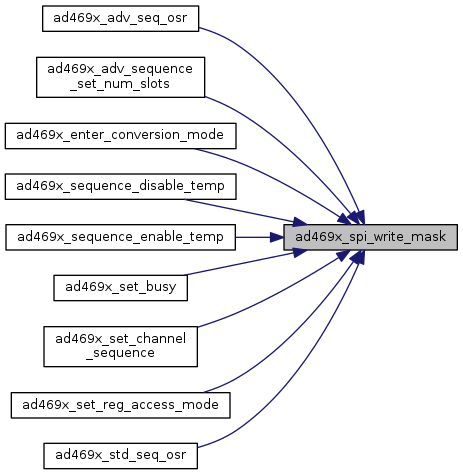 ad469x_adv_seq_osr
ad469x_adv_sequence
_set_num_slots
ad469x_enter_conversion_mode
ad469x_sequence_disable_temp
ad469x_sequence_enable_temp
ad469x_spi_write_mask
ad469x_set_busy
ad469x_set_channel
_sequence
ad469x_set_reg_access_mode
ad469x_std_seq_osr